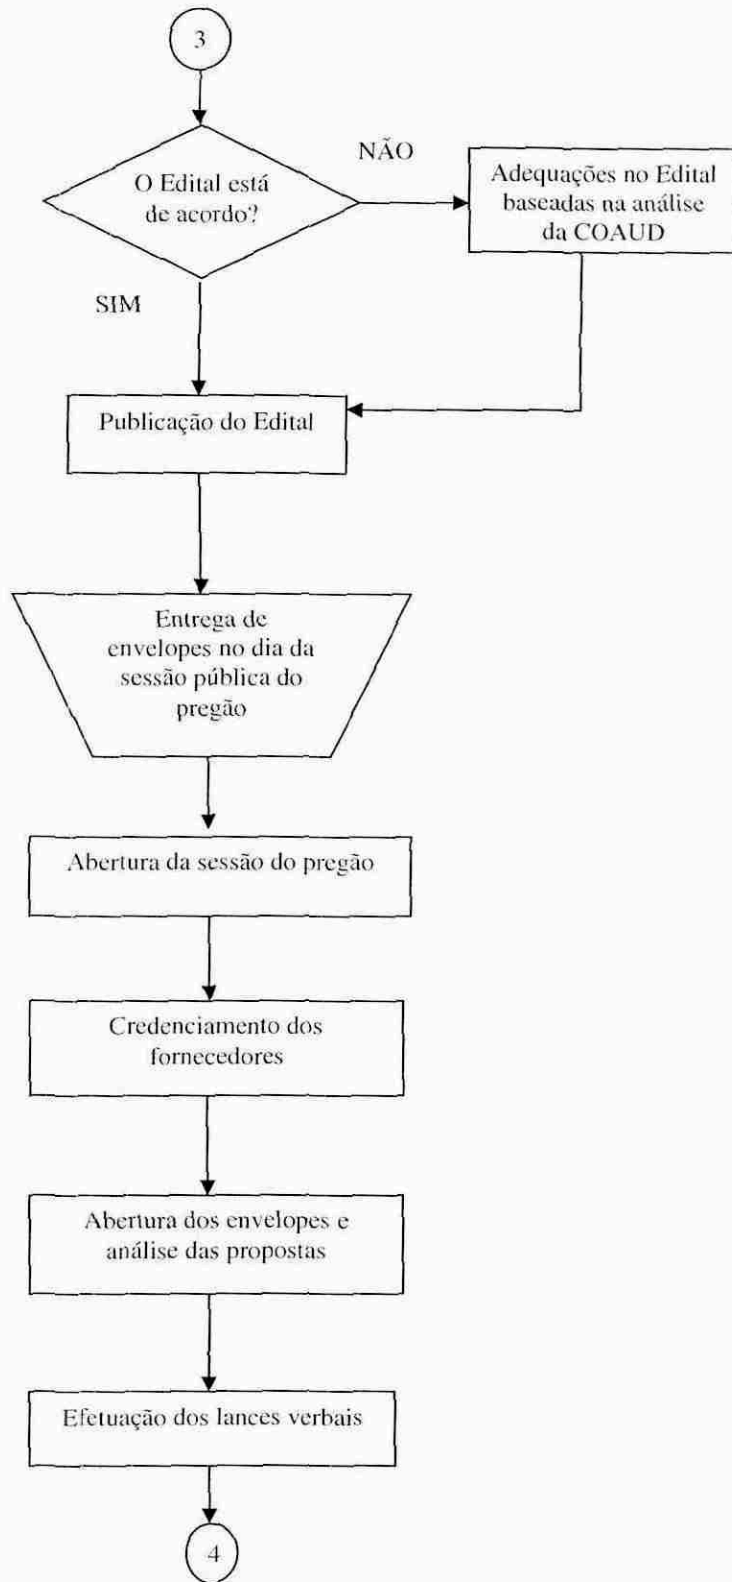 3
O Edital está
de acordo?
NÃO
Adequações no Edital
baseadas na análise
da COAUD
SIM
Publicação do Edital
Entrega de
envelopes no dia da
sessão pública do
pregão
Abertura da sessão do pregão
Credenciamento dos
fornecedores
Abertura dos envelopes e
análise das propostas
Efetuação dos lances verbais
4